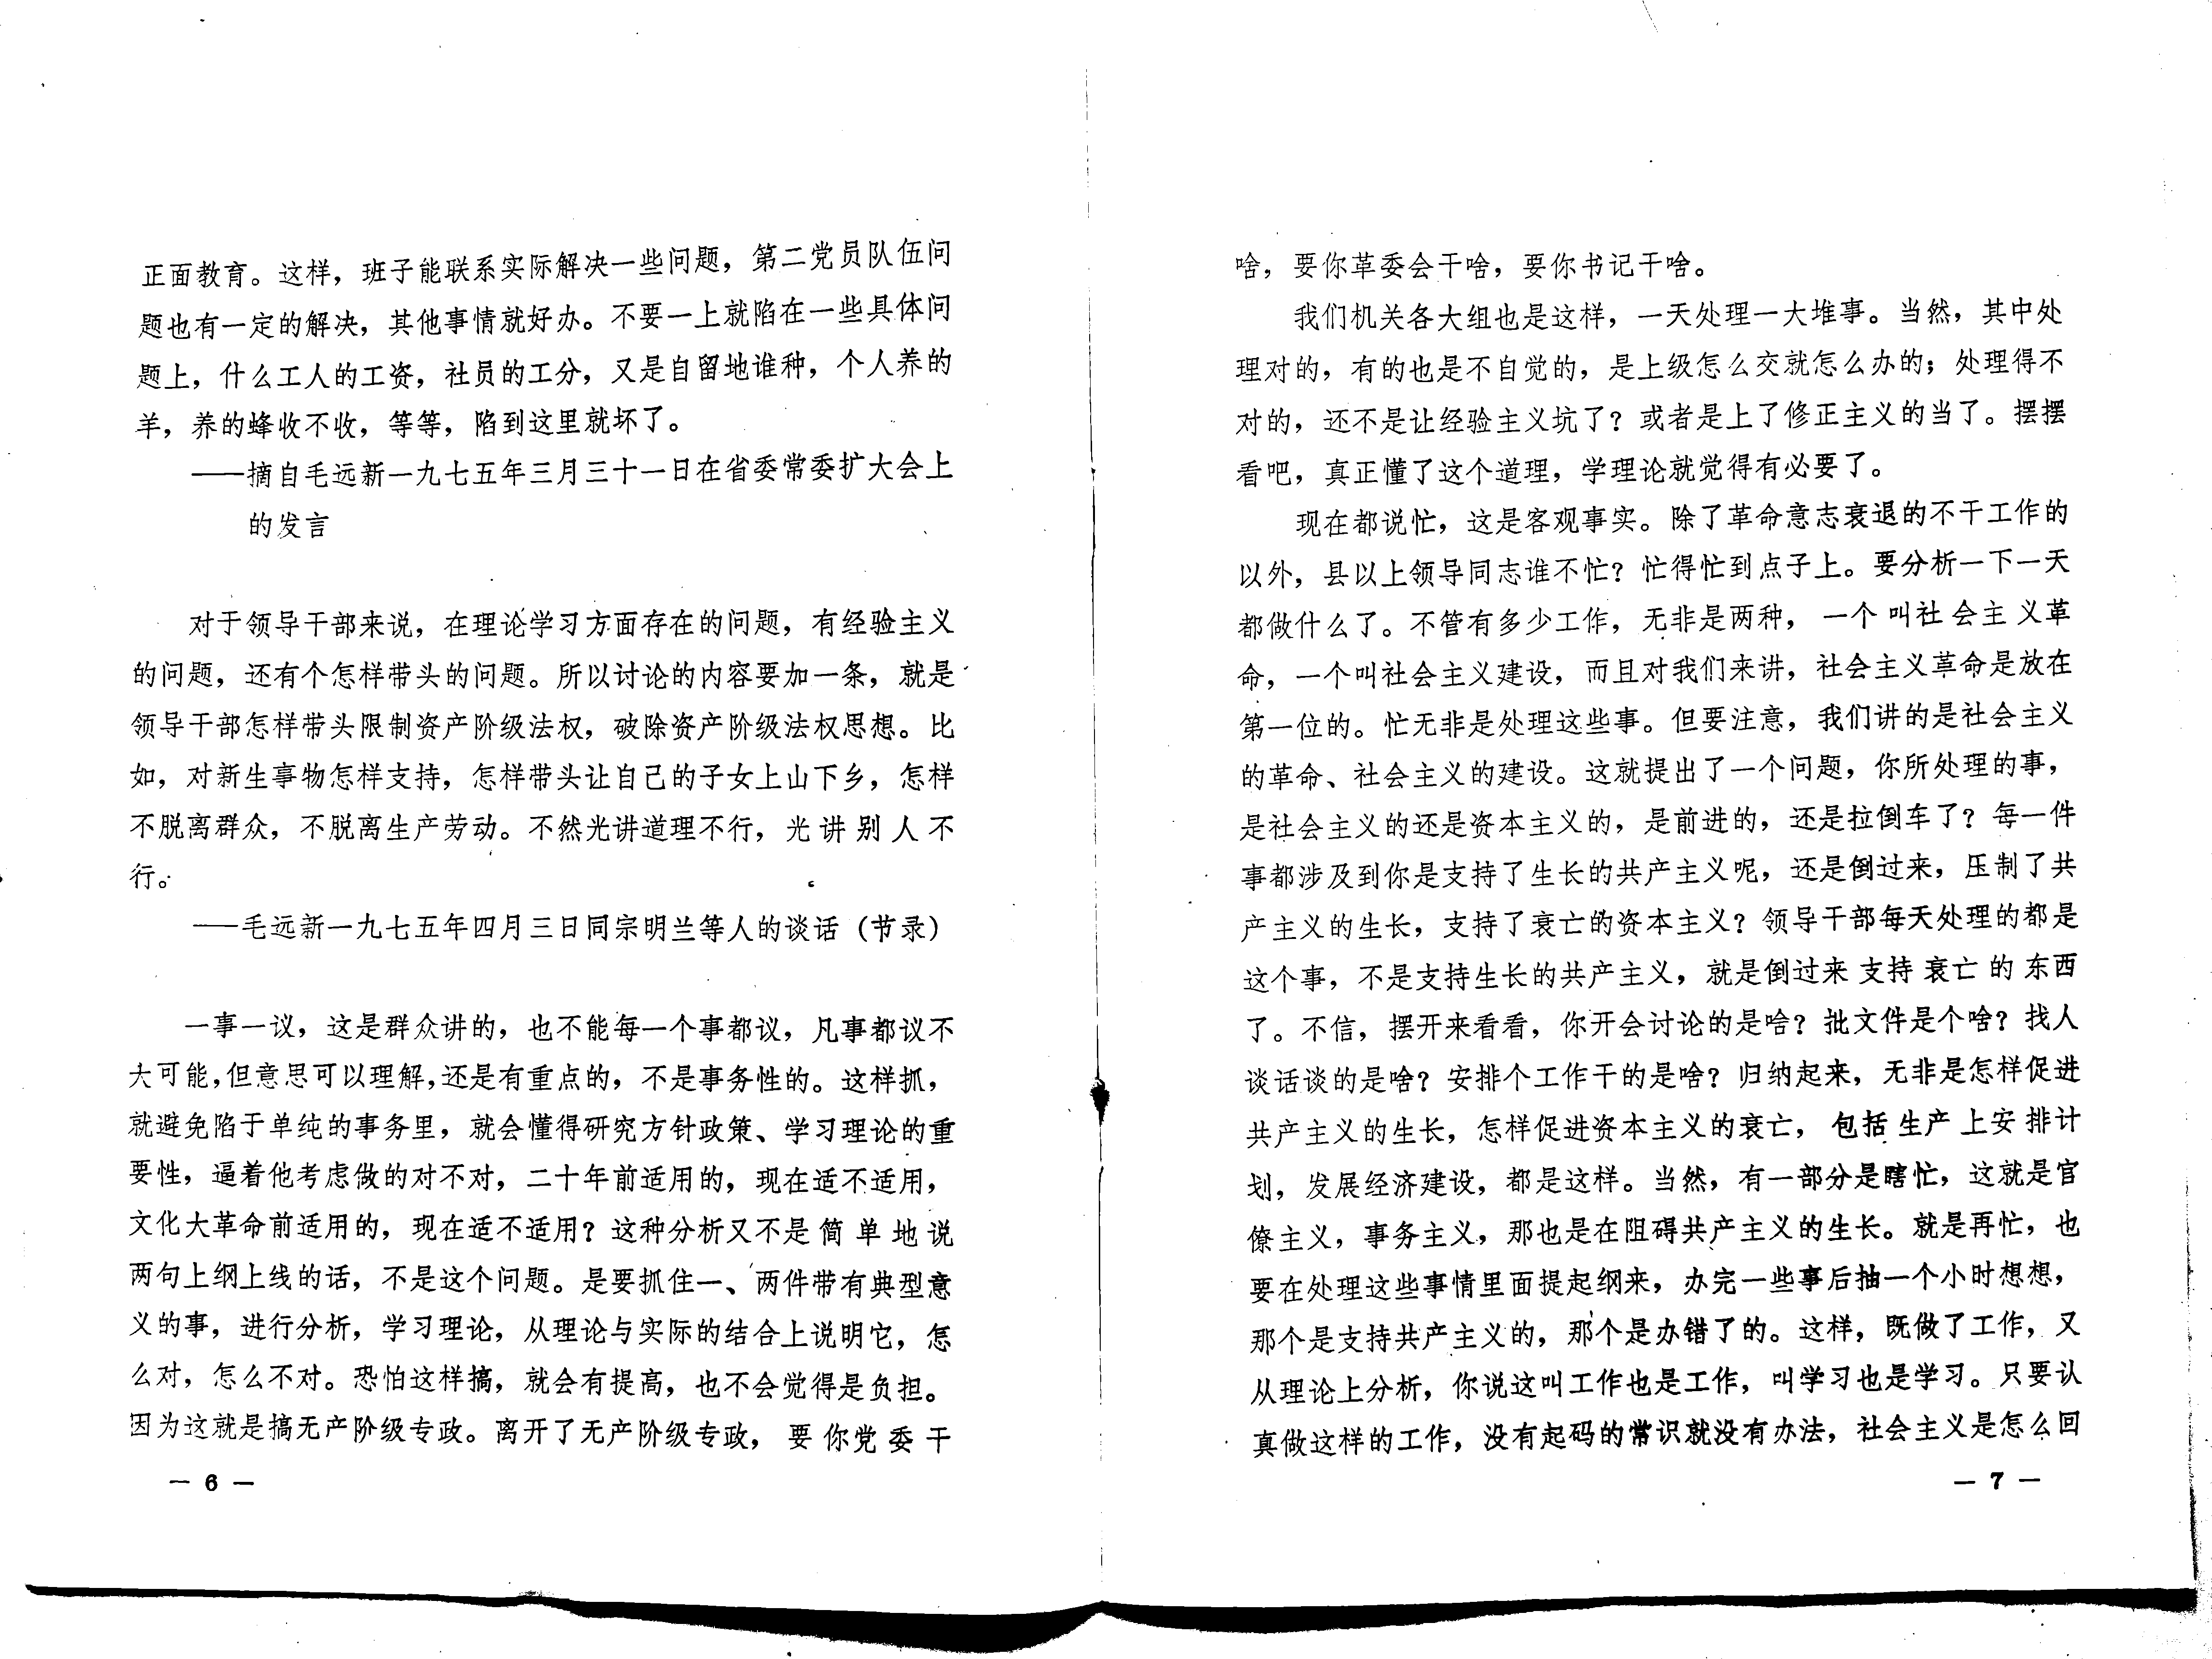 正面教育。这样，班子能联系实际解决一些问题，第二党员队伍问
题也有一定的解决，其他事情就好办。不要一上就陷在一些具体问
题上，什么工人的工资，社员的工分，又是自留地谁种，个人养的
羊，养的蜂收不收，等等，陷到这里就坏了。
——摘自毛远新一九七五年三月三十一日在省委常委扩大会上
的发言
对于领导干部来说，在理论学习方面存在的问题，有经验主义
的问题，还有个怎样带头的问题。所以讨论的内容要加一条，就是
领导干部怎样带头限制资产阶级法权，破除资产阶级法权思想。比
如，对新生事物怎样支持，怎样带头让自己的子女上山下乡，怎样
不脱离群众，不脱离生产劳动。不然光讲道理不行，光讲别人不
行。
——毛远新一九七五年四月三日同宗明兰等人的谈话（节录）
一事一议，这是群众讲的，也不能每一个事都议，凡事都议不
大可能，但意思可以理解，还是有重点的，不是事务性的。这样抓，
就避免陷于单纯的事务里，就会懂得研究方针政策、学习理论的重
要性，逼着他考虑做的对不对，二十年前适用的，现在适不适用，
文化大革命前适用的，现在适不适用？这种分析又不是简单地说
两句上纲上线的话，不是这个问题。是要抓住一、两件带有典型意
义的事，进行分析，学习理论，从理论与实际的结合上说明它，怎
么对，怎么不对。恐怕这样搞，就会有提高，也不会觉得是负担。
因为这就是搞无产阶级专政。离开了无产阶级专政，要你党委干
— 6 —
啥，要你革委会干啥，要你书记干啥。
我们机关各大组也是这样，一天处理一大堆事。当然，其中处
理对的，有的也是不自觉的，是上级怎么交就怎么办的；处理得不
对的，还不是让经验主义坑了？或者是上了修正主义的当了。摆摆
看吧，真正懂了这个道理，学理论就觉得有必要了。
现在都说忙，这是客观事实。除了革命意志衰退的不干工作的
以外，县以上领导同志谁不忙？忙得忙到点子上。要分析一下一天
都做什么了。不管有多少工作，无非是两种，一个叫社会主义革
命，一个叫社会主义建设，而且对我们来讲，社会主义革命是放在
第一位的。忙无非是处理这些事。但要注意，我们讲的是社会主义
的革命、社会主义的建设。这就提出了一个问题，你所处理的事，
是社会主义的还是资本主义的，是前进的，还是拉倒车了？每一件
事都涉及到你是支持了生长的共产主义呢，还是倒过来，压制了共
产主义的生长，支持了衰亡的资本主义？领导干部每天处理的都是
这个事，不是支持生长的共产主义，就是倒过来支持衰亡的东西
了。不信，摆开来看看，你开会讨论的是啥？批文件是个啥？找人
谈话谈的是啥？安排个工作干的是啥？归纳起来，无非是怎样促进
共产主义的生长，怎样促进资本主义的衰亡，包括生产上安排计
划，发展经济建设，都是这样。当然，有一部分是瞎忙，这就是官
僚主义，事务主义，那也是在阻碍共产主义的生长。就是再忙，也
要在处理这些事情里面提起纲来，办完一些事后抽一个小时想想，
那个是支持共产主义的，那个是办错了的。这样，既做了工作，又
从理论上分析，你说这叫工作也是工作，叫学习也是学习。只要认
真做这样的工作，没有起码的常识就没有办法，社会主义是怎么回
— 7 —